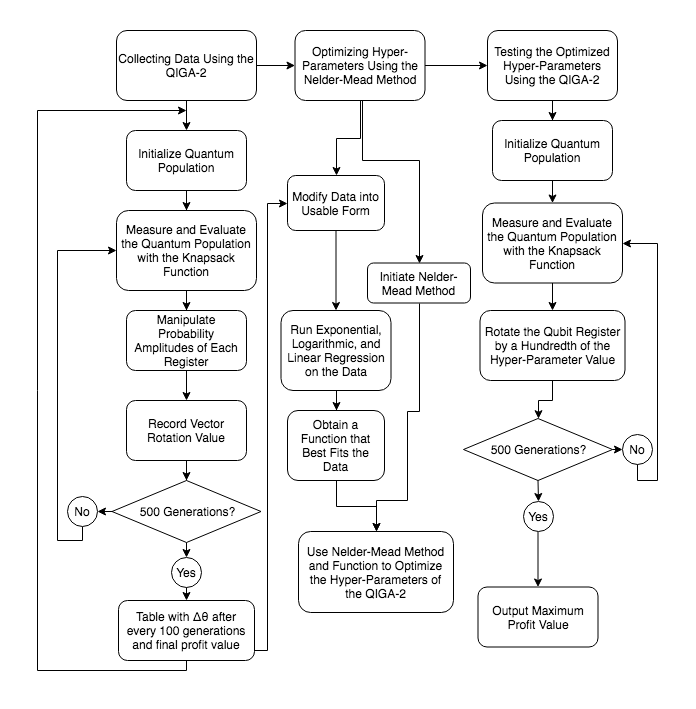 Collecting Data Using the
QIGA-2
Optimizing Hyper-
Parameters Using the
Nelder-Mead Method
Testing the Optimized
Hyper-Parameters
Using the QIGA-2
Initialize Quantum
Population
Measure and Evaluate
the Quantum Population
with the Knapsack
Function
Manipulate
Probability
Amplitudes of Each
Register
Record Vector
Rotation Value
500 Generations?
No
Yes
Table with Δθ after
every 100 generations
and final profit value
Modify Data into
Usable Form
Initiate Nelder-
Mead Method
Run Exponential,
Logarithmic, and
Linear Regression
on the Data
Obtain a
Function that
Best Fits the
Data
Use Nelder-Mead Method
and Function to Optimize
the Hyper-Parameters of
the QIGA-2
Initialize Quantum
Population
Measure and Evaluate
the Quantum Population
with the Knapsack
Function
Rotate the Qubit Register
by a Hundredth of the
Hyper-Parameter Value
500 Generations?
No
Yes
Output Maximum
Profit Value